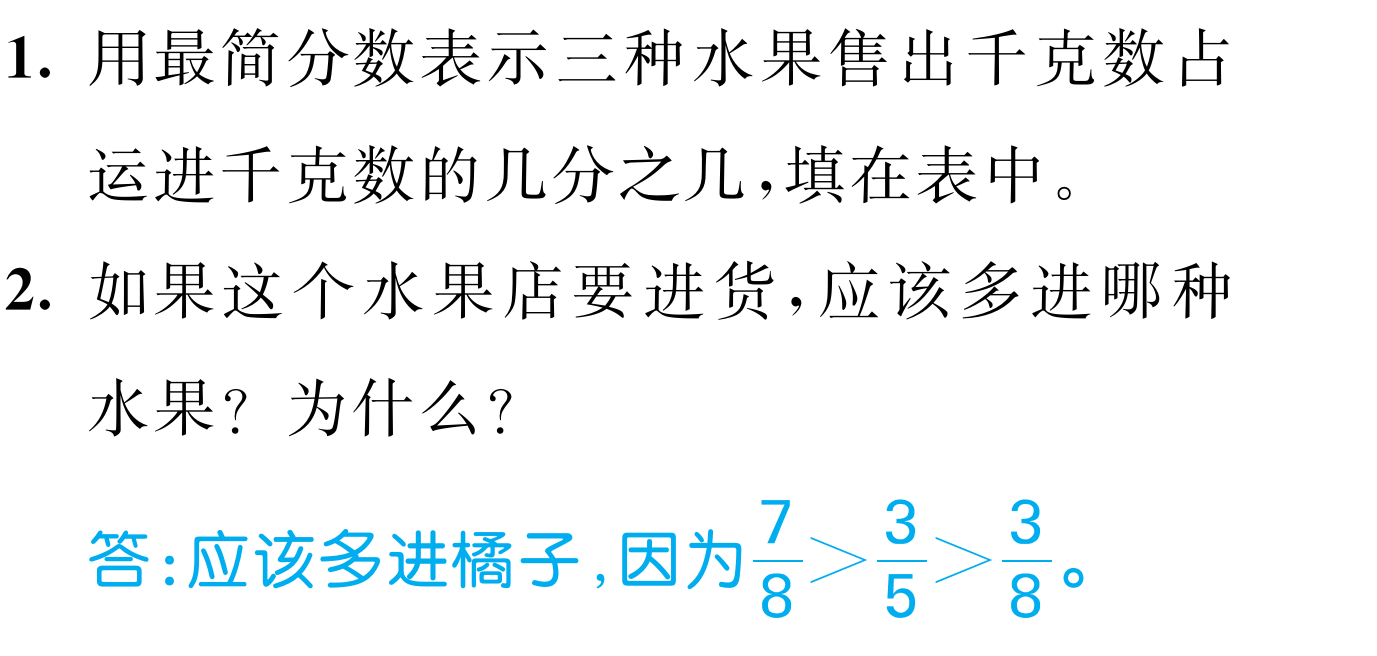 1. 用最简分数表示三种水果售出千克数占
运进千克数的几分之几,填在表中。
2. 如果这个水果店要进货,应该多进哪种
水果? 为什么?
答:应该多进橘子,因为7/8>3/5>3/8。